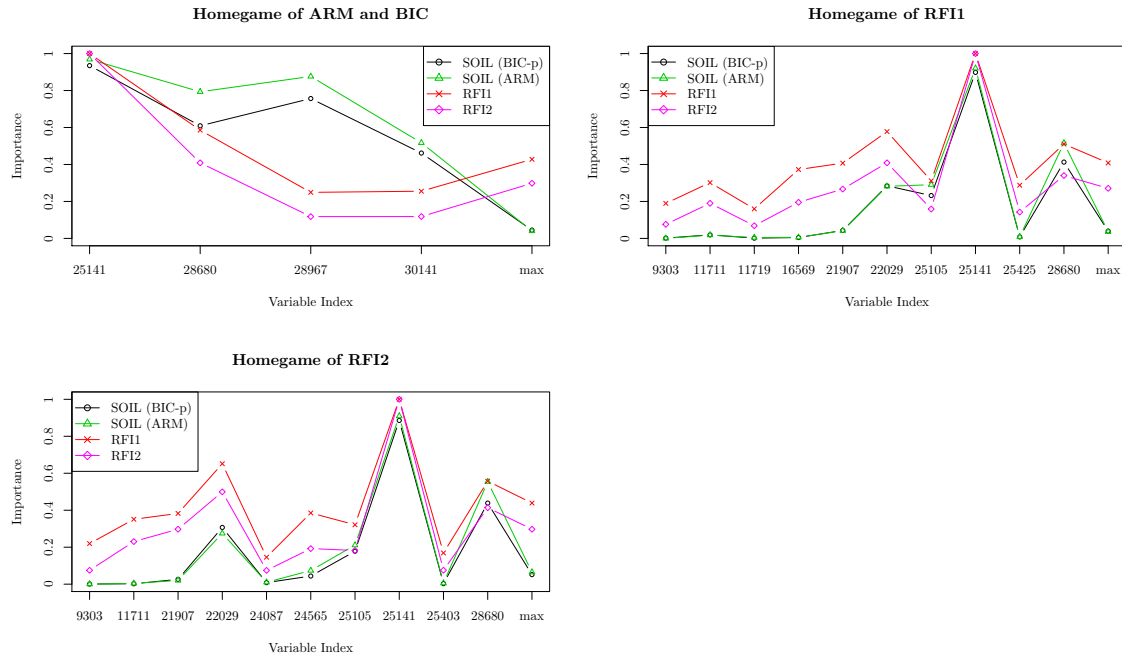 Homegame of ARM and BIC
Importance
0
0.2
0.4
0.6
0.8
1
25141
28680
28967
30141
max
Variable Index
SOIL (BIC-p)
SOIL (ARM)
RFI1
RFI2
Homegame of RFI1
Importance
0
0.2
0.4
0.6
0.8
1
9303
11711
11719
16569
21907
22029
25105
25141
25425
28680
max
Variable Index
SOIL (BIC-p)
SOIL (ARM)
RFI1
RFI2
Homegame of RFI2
Importance
0
0.2
0.4
0.6
0.8
1
9303
11711
21907
22029
24087
24565
25105
25141
25403
28680
max
Variable Index
SOIL (BIC-p)
SOIL (ARM)
RFI1
RFI2